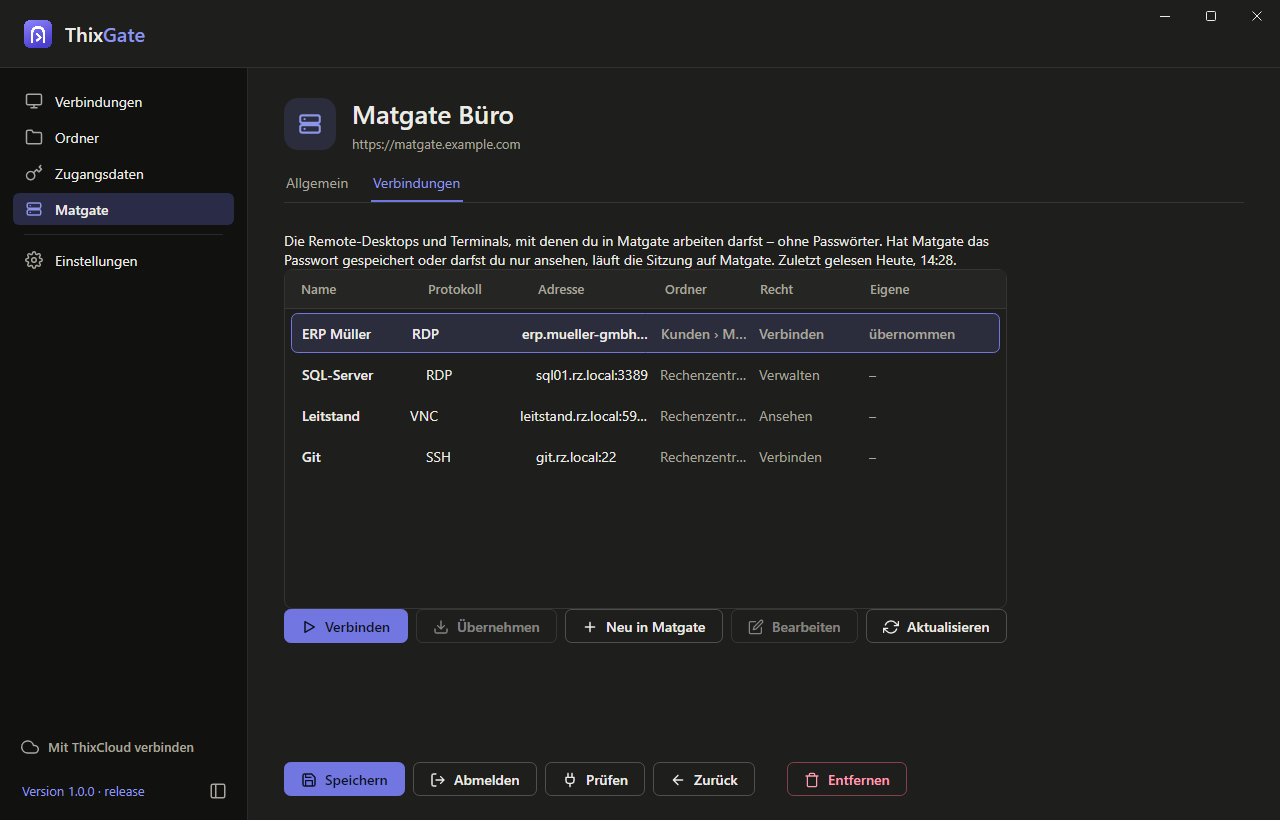 ThixGate
Verbindungen
Ordner
Zugangsdaten
Matgate
Einstellungen
Mit ThixCloud verbinden
Version 1.0.0 · release
Matgate Büro
https://matgate.example.com
Allgemein Verbindungen
Die Remote-Desktops und Terminals, mit denen du in Matgate arbeiten darfst – ohne Passwörter. Hat Matgate das
Passwort gespeichert oder darfst du nur ansehen, läuft die Sitzung auf Matgate. Zuletzt gelesen Heute, 14:28.
Name Protokoll Adresse Ordner Recht Eigene
ERP Müller RDP erp.mueller-gmbh... Kunden › M... Verbinden übernommen
SQL-Server RDP sql01.rz.local:3389 Rechenzentr... Verwalten –
Leitstand VNC leitstand.rz.local:59... Rechenzentr... Ansehen –
Git SSH git.rz.local:22 Rechenzentr... Verbinden –
Verbinden Übernehmen Neu in Matgate Bearbeiten Aktualisieren
Speichern Abmelden Prüfen Zurück Entfernen